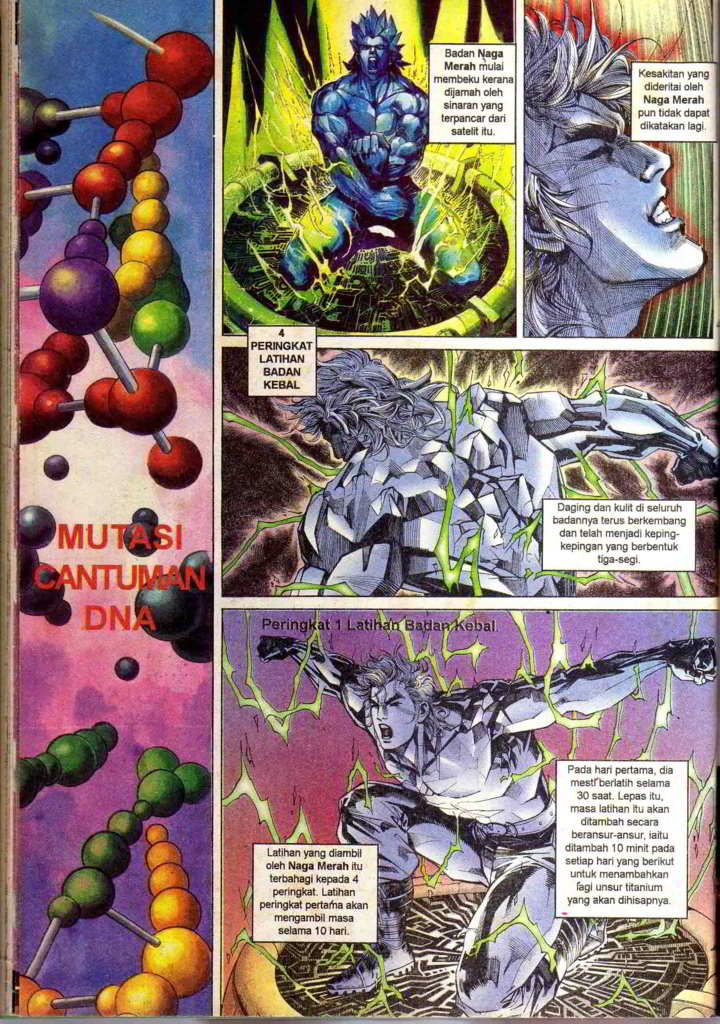 Badan Naga
Merah mulai
membeku kerana
dijamah oleh
sinaran yang
terpancar dari
satelit itu.
Kesakitan yang
dideritai oleh
Naga Merah
pun tidak dapat
dikatakan lagi.
4
PERINGKAT
LATIHAN
BADAN
KEBAL
Daging dan kulit di seluruh
badannya terus berkembang
dan telah menjadi keping-
kepingan yang berbentuk
tiga-segi.
MUTASI
CANTUMAN
DNA
Peringkat 1 Latihan Badan Kebal.
Pada hari pertama, dia
mesti berlatih selama
30 saat. Lepas itu,
masa latihan itu akan
ditambah secara
beransur-ansur, iaitu
ditambah 10 minit pada
setiap hari yang berikut
untuk menambahkan
lagi unsur titanium
yang akan dihisapnya.
Latihan yang diambil
oleh Naga Merah itu
terbahagi kepada 4
peringkat. Latihan
peringkat pertama akan
mengambil masa
selama 10 hari.